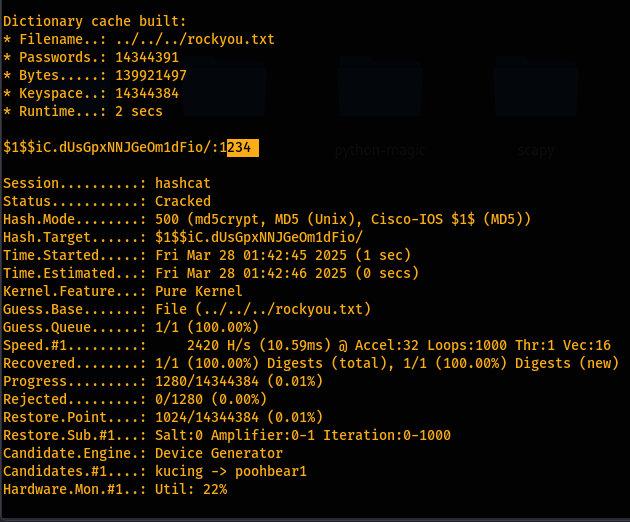 Dictionary cache built:
* Filename..: ../../../rockyou.txt
* Passwords.: 14344391
* Bytes.....: 139921497
* Keyspace..: 14344384
* Runtime...: 2 secs
$1$$iC.dUsGpxNNJGeOm1dFio/:1234
python-magic
scapy
Session..........: hashcat
Status...........: Cracked
Hash.Mode........: 500 (md5crypt, MD5 (Unix), Cisco-IOS $1$ (MD5))
Hash.Target......: $1$$iC.dUsGpxNNJGeOm1dFio/
Time.Started.....: Fri Mar 28 01:42:45 2025 (1 sec)
Time.Estimated...: Fri Mar 28 01:42:46 2025 (0 secs)
Kernel.Feature...: Pure Kernel
Guess.Base.......: File (../../../rockyou.txt)
Guess.Queue......: 1/1 (100.00%)
Speed.#1.........:     2420 H/s (10.59ms) @ Accel:32 Loops:1000 Thr:1 Vec:16
Recovered........: 1/1 (100.00%) Digests (total), 1/1 (100.00%) Digests (new)
Progress.........: 1280/14344384 (0.01%)
Rejected.........: 0/1280 (0.00%)
Restore.Point....: 1024/14344384 (0.01%)
Restore.Sub.#1...: Salt:0 Amplifier:0-1 Iteration:0-1000
Candidate.Engine.: Device Generator
Candidates.#1....: kucing -> poohbear1
Hardware.Mon.#1..: Util: 22%